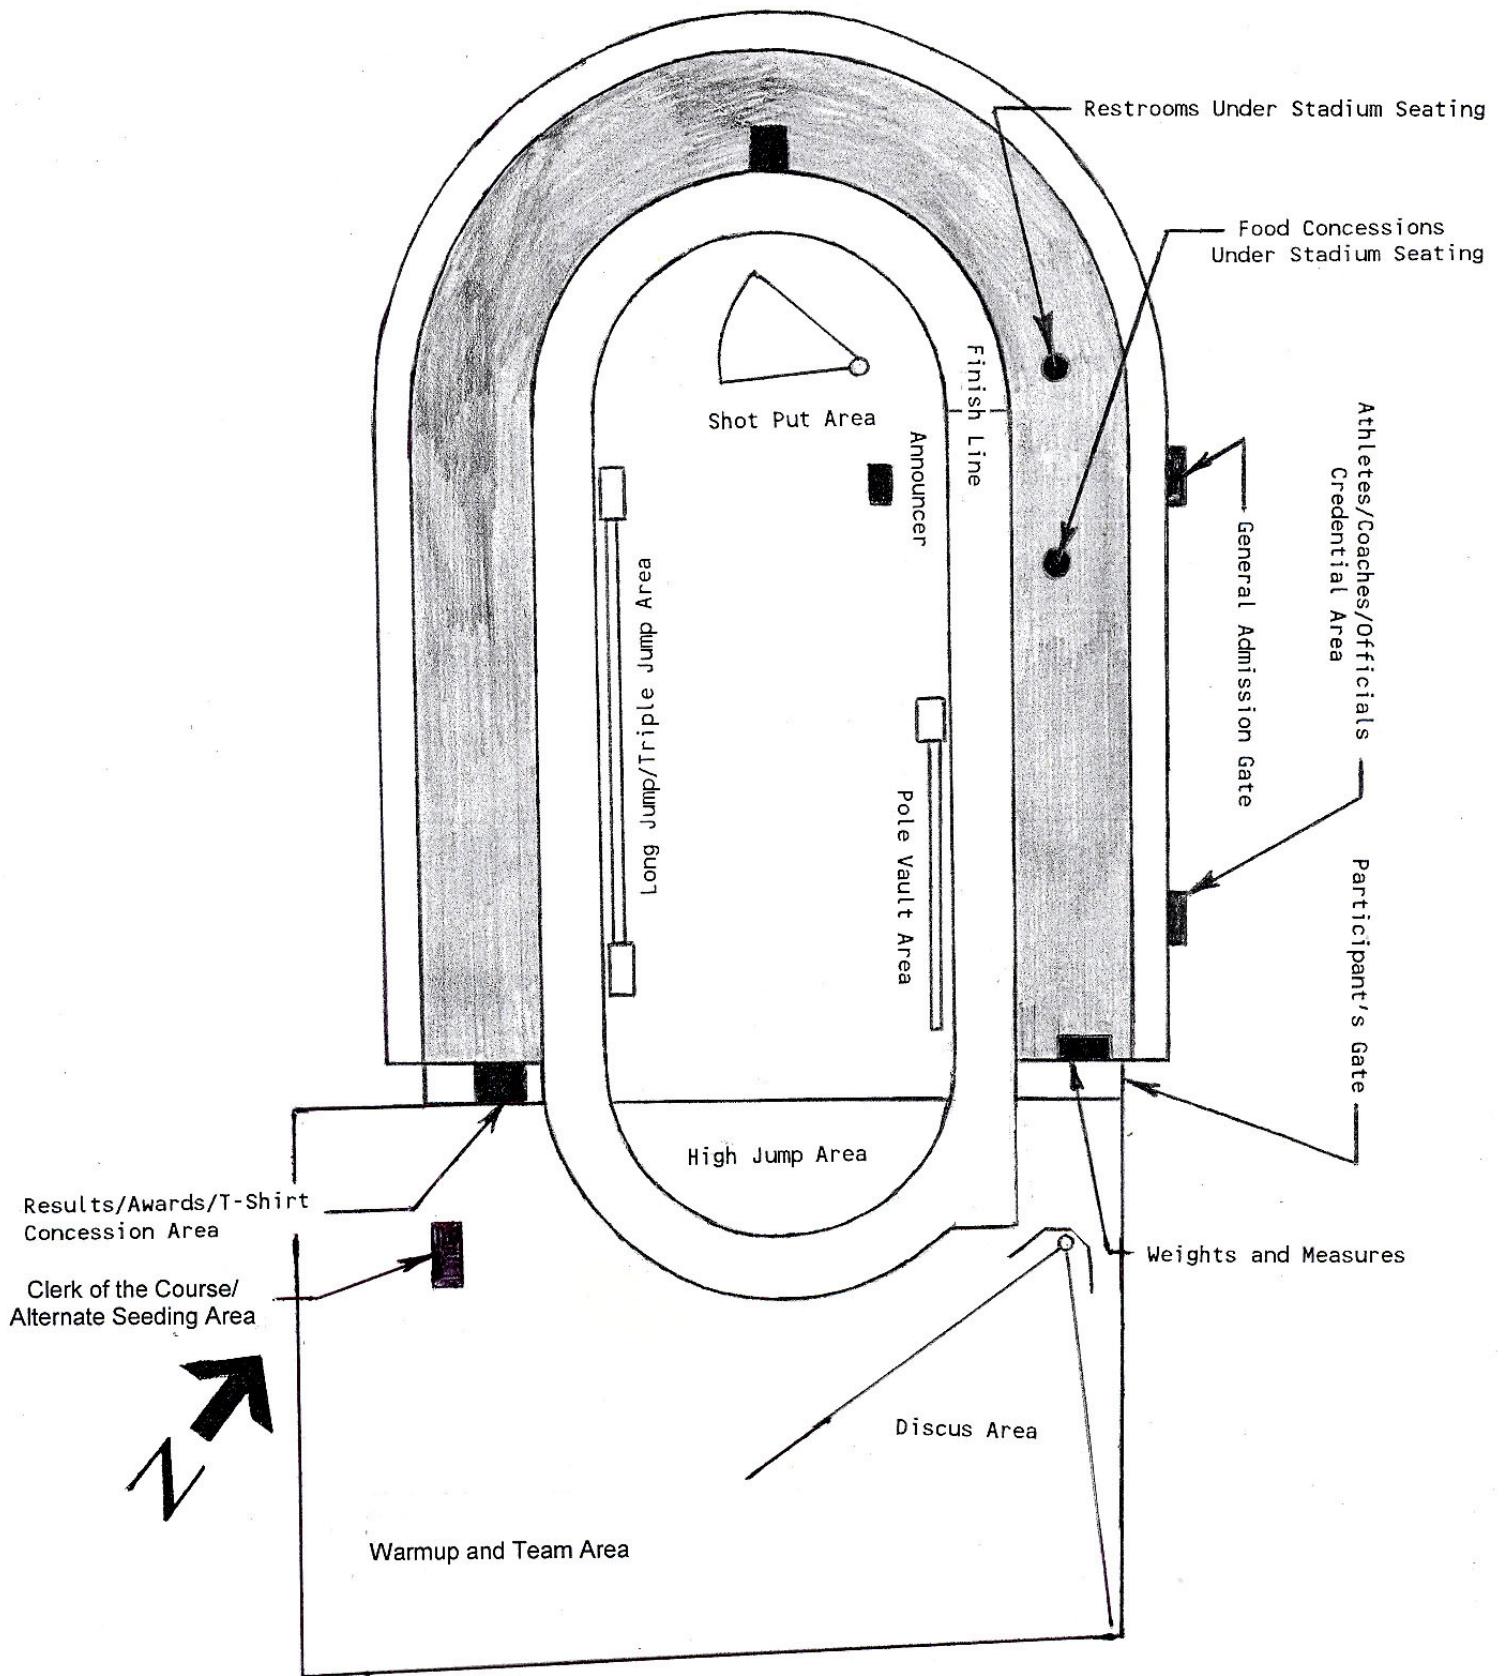 Restrooms Under Stadium Seating
Food Concessions
Under Stadium Seating
Finish Line
Shot Put Area
Announcer
Athletes/Coaches/Officials
Credential Area
General Admission Gate
Long Jump/Triple Jump Area
Pole Vault Area
Participant's Gate
High Jump Area
Results/Awards/T-Shirt
Concession Area
Weights and Measures
Clerk of the Course/
Alternate Seeding Area
N
Discus Area
Warmup and Team Area